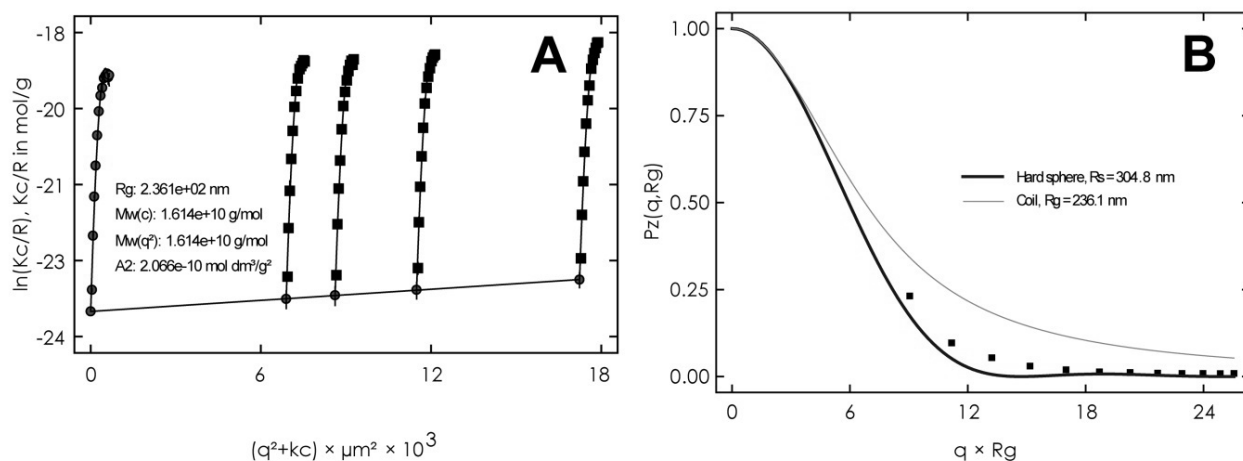 A
ln(Kc/R), Kc/R in mol/g
-18
-20
-21
-23
-24
Rg: 2.361e+02 nm
Mw(c): 1.614e+10 g/mol
Mw(q²): 1.614e+10 g/mol
A2: 2.066e-10 mol dm³/g²
0
6
12
18
(q²+kc) × µm² × 10³
B
Pz(q,Rg)
1.00
0.75
0.50
0.25
0.00
Hard sphere, Rs = 304.8 nm
Coil, Rg = 236.1 nm
0
6
12
18
24
q × Rg